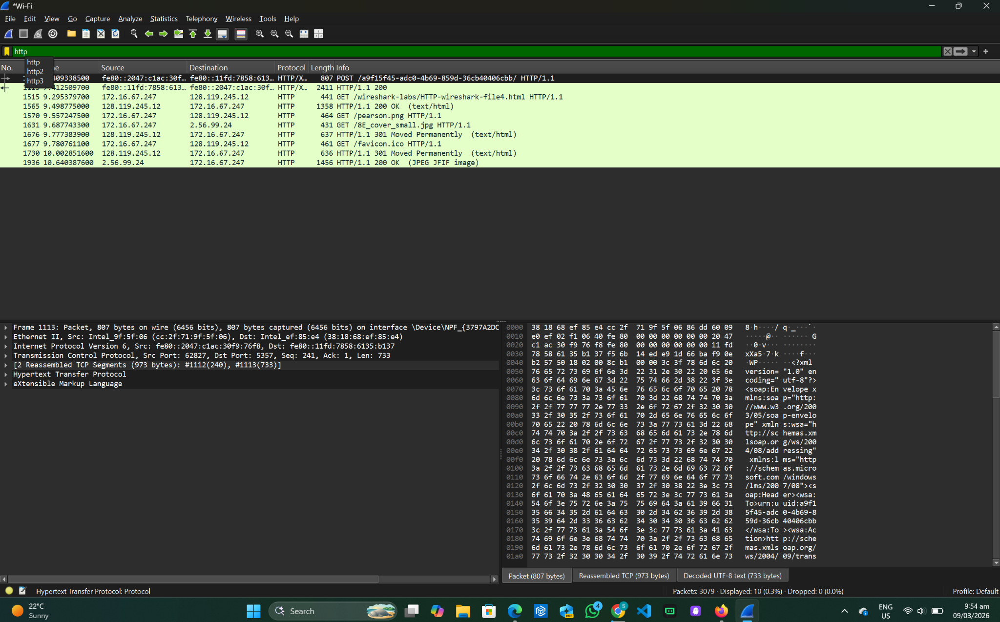 *Wi-Fi
File Edit View Go Capture Analyze Statistics Telephony Wireless Tools Help
http
http
http2
http3
No. Source Destination Protocol Length Info
409338500 fe80::2047:c1ac:30f… fe80::11fd:7858:613… HTTP/X… 807 POST /a9f15f45-adc0-4b69-859d-36cb40406cbb/ HTTP/1.1
412509700 fe80::11fd:7858:613… fe80::2047:c1ac:30f… HTTP/X… 2411 HTTP/1.1 200
1515 9.295379700 172.16.67.247 128.119.245.12 HTTP 441 GET /wireshark-labs/HTTP-wireshark-file4.html HTTP/1.1
1565 9.498775000 128.119.245.12 172.16.67.247 HTTP 1358 HTTP/1.1 200 OK (text/html)
1570 9.557247500 172.16.67.247 128.119.245.12 HTTP 464 GET /pearson.png HTTP/1.1
1631 9.687743300 172.16.67.247 2.56.99.24 HTTP 431 GET /8E_cover_small.jpg HTTP/1.1
1676 9.777383900 128.119.245.12 172.16.67.247 HTTP 637 HTTP/1.1 301 Moved Permanently (text/html)
1677 9.780761100 172.16.67.247 128.119.245.12 HTTP 461 GET /favicon.ico HTTP/1.1
1730 10.002851600 128.119.245.12 172.16.67.247 HTTP 636 HTTP/1.1 301 Moved Permanently (text/html)
1936 10.640387600 2.56.99.24 172.16.67.247 HTTP 1456 HTTP/1.1 200 OK (JPEG JFIF image)
Frame 1113: Packet, 807 bytes on wire (6456 bits), 807 bytes captured (6456 bits) on interface \Device\NPF_{3797A2DC
Ethernet II, Src: Intel_9f:5f:06 (cc:2f:71:9f:5f:06), Dst: Intel_ef:85:e4 (38:18:68:ef:85:e4)
Internet Protocol Version 6, Src: fe80::2047:c1ac:30f9:76f8, Dst: fe80::11fd:7858:6135:b137
Transmission Control Protocol, Src Port: 62827, Dst Port: 5357, Seq: 241, Ack: 1, Len: 733
[2 Reassembled TCP Segments (973 bytes): #1112(240), #1113(733)]
Hypertext Transfer Protocol
eXtensible Markup Language
0000 38 18 68 ef 85 e4 cc 2f 71 9f 5f 06 86 dd 60 09 8·h····/ q·_···`·
0010 e0 ef 02 f1 06 40 fe 80 00 00 00 00 00 00 20 47 ·····@·· ······ G
0020 c1 ac 30 f9 76 f8 fe 80 00 00 00 00 00 00 11 fd ··0·v··· ········
0030 78 58 61 35 b1 37 f5 6b 14 ed e9 1d 66 ba f9 0e xXa5·7·k ····f···
0040 b2 57 50 18 02 00 8c b1 00 00 3c 3f 78 6d 6c 20 ·WP····· ··<?xml
0050 76 65 72 73 69 6f 6e 3d 22 31 2e 30 22 20 65 6e version= "1.0" en
0060 63 6f 64 69 6e 67 3d 22 75 74 66 2d 38 22 3f 3e coding=" utf-8"?>
0070 3c 73 6f 61 70 3a 45 6e 76 65 6c 6f 70 65 20 78 <soap:En velope x
0080 6d 6c 6e 73 3a 73 6f 61 70 3d 22 68 74 74 70 3a mlns:soa p="http:
0090 2f 2f 77 77 77 2e 77 33 2e 6f 72 67 2f 32 30 30 //www.w3 .org/200
00a0 33 2f 30 35 2f 73 6f 61 70 2d 65 6e 76 65 6c 6f 3/05/soa p-envelo
00b0 70 65 22 20 78 6d 6c 6e 73 3a 77 73 61 3d 22 68 pe" xmln s:wsa="h
00c0 74 74 70 3a 2f 2f 73 63 68 65 6d 61 73 2e 78 6d ttp://sc hemas.xm
00d0 6c 73 6f 61 70 2e 6f 72 67 2f 77 73 2f 32 30 30 lsoap.or g/ws/200
00e0 34 2f 30 38 2f 61 64 64 72 65 73 73 69 6e 67 22 4/08/add ressing"
00f0 20 78 6d 6c 6e 73 3a 6c 6d 73 3d 22 68 74 74 70 xmlns:l ms="http
0100 3a 2f 2f 73 63 68 65 6d 61 73 2e 6d 69 63 72 6f ://schem as.micro
0110 73 6f 66 74 2e 63 6f 6d 2f 77 69 6e 64 6f 77 73 soft.com /windows
0120 2f 6c 6d 73 2f 32 30 30 37 2f 30 38 22 3e 3c 73 /lms/200 7/08"><s
0130 6f 61 70 3a 48 65 61 64 65 72 3e 3c 77 73 61 3a oap:Head er><wsa:
0140 54 6f 3e 75 72 6e 3a 75 75 69 64 3a 61 39 66 31 To>urn:u uid:a9f1
0150 35 66 34 35 2d 61 64 63 30 2d 34 62 36 39 2d 38 5f45-adc 0-4b69-8
0160 35 39 64 2d 33 36 63 62 34 30 34 30 36 63 62 62 59d-36cb 40406cbb
0170 3c 2f 77 73 61 3a 54 6f 3e 3c 77 73 61 3a 41 63 </wsa:To ><wsa:Ac
0180 74 69 6f 6e 3e 68 74 74 70 3a 2f 2f 73 63 68 65 tion>htt p://sche
0190 6d 61 73 2e 78 6d 6c 73 6f 61 70 2e 6f 72 67 2f mas.xmls oap.org/
01a0 77 73 2f 32 30 30 34 2f 30 39 2f 74 72 61 6e 73 ws/2004/ 09/trans
Packet (807 bytes) Reassembled TCP (973 bytes) Decoded UTF-8 text (733 bytes)
Hypertext Transfer Protocol: Protocol Packets: 3079 · Displayed: 10 (0.3%) · Dropped: 0 (0.0%) Profile: Default
22°C
Sunny
Search
PRE
4
S
ENG
US
9:54 am
09/03/2026